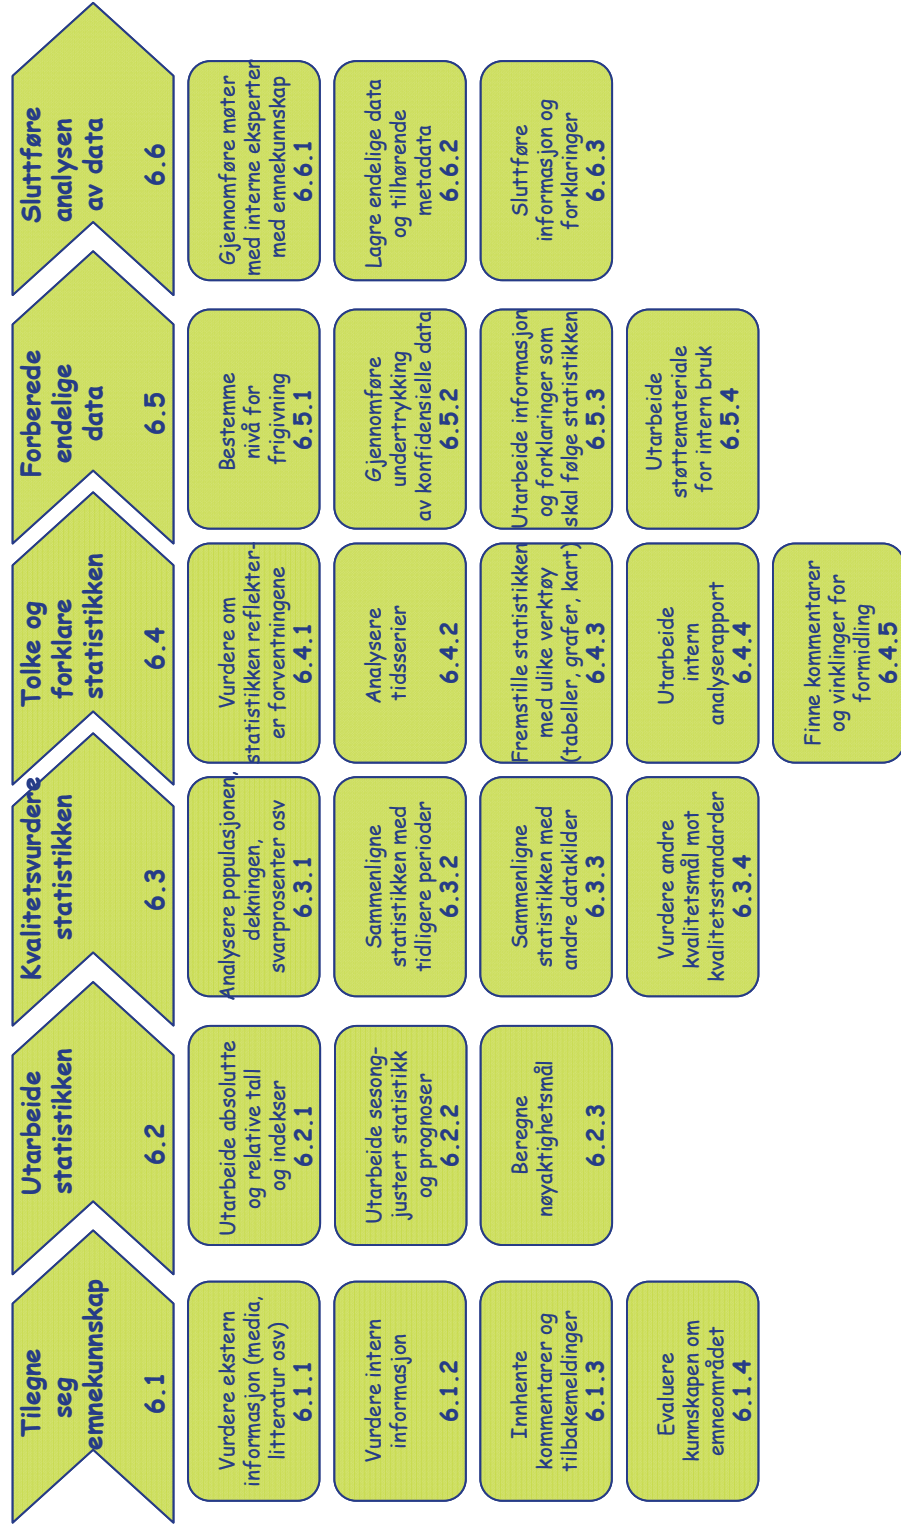 Tilegne
seg
emnekunnskap
6.1
Utarbeide
statistikken
6.2
Kvalitetsvurdere
statistikken
6.3
Tolke og
forklare
statistikken
6.4
Forberede
endelige
data
6.5
Sluttføre
analysen
av data
6.6
Vurdere ekstern
informasjon (media,
litteratur osv)
6.1.1
Utarbeide absolutte
og relative tall
og indekser
6.2.1
Analysere populasjonen,
dekningen,
svarprosenter osv
6.3.1
Vurdere om
statistikken reflekter-
er forventningene
6.4.1
Bestemme
nivå for
frigivning
6.5.1
Gjennomføre møter
med interne eksperter
med emnekunnskap
6.6.1
Vurdere intern
informasjon
6.1.2
Utarbeide sesong-
justert statistikk
og prognoser
6.2.2
Sammenligne
statistikken med
tidligere perioder
6.3.2
Analysere
tidsserier
6.4.2
Gjennomføre
undertrykking
av konfidensielle data
6.5.2
Lagre endelige data
og tilhørende
metadata
6.6.2
Innhente
kommentarer og
tilbakemeldinger
6.1.3
Beregne
nøyaktighetsmål
6.2.3
Sammenligne
statistikken med
andre datakilder
6.3.3
Fremstille statistikken
med ulike verktøy
(tabeller, grafer, kart)
6.4.3
Utarbeide informasjon
og forklaringer som
skal følge statistikken
6.5.3
Sluttføre
informasjon og
forklaringer
6.6.3
Evaluere
kunnskapen om
emneområdet
6.1.4
Vurdere andre
kvalitetsmål mot
kvalitetsstandarder
6.3.4
Utarbeide
intern
analyserapport
6.4.4
Utarbeide
støttemateriale
for intern bruk
6.5.4
Finne kommentarer
og vinklinger for
formidling
6.4.5